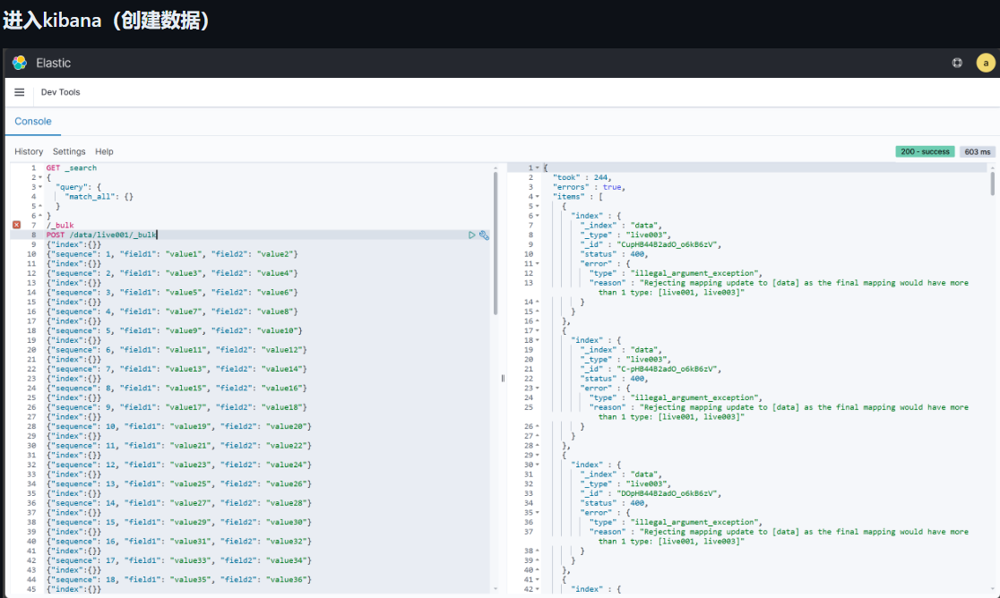 进入kibana（创建数据）
Elastic
a
Dev Tools
Console
History Settings Help
200 - success 603 ms
1 GET _search
2 {
3 "query": {
4 "match_all": {}
5 }
6 }
7 /_bulk
8 POST /data/live001/_bulk
9 {"index":{}}
10 {"sequence": 1, "field1": "value1", "field2": "value2"}
11 {"index":{}}
12 {"sequence": 2, "field1": "value3", "field2": "value4"}
13 {"index":{}}
14 {"sequence": 3, "field1": "value5", "field2": "value6"}
15 {"index":{}}
16 {"sequence": 4, "field1": "value7", "field2": "value8"}
17 {"index":{}}
18 {"sequence": 5, "field1": "value9", "field2": "value10"}
19 {"index":{}}
20 {"sequence": 6, "field1": "value11", "field2": "value12"}
21 {"index":{}}
22 {"sequence": 7, "field1": "value13", "field2": "value14"}
23 {"index":{}}
24 {"sequence": 8, "field1": "value15", "field2": "value16"}
25 {"index":{}}
26 {"sequence": 9, "field1": "value17", "field2": "value18"}
27 {"index":{}}
28 {"sequence": 10, "field1": "value19", "field2": "value20"}
29 {"index":{}}
30 {"sequence": 11, "field1": "value21", "field2": "value22"}
31 {"index":{}}
32 {"sequence": 12, "field1": "value23", "field2": "value24"}
33 {"index":{}}
34 {"sequence": 13, "field1": "value25", "field2": "value26"}
35 {"index":{}}
36 {"sequence": 14, "field1": "value27", "field2": "value28"}
37 {"index":{}}
38 {"sequence": 15, "field1": "value29", "field2": "value30"}
39 {"index":{}}
40 {"sequence": 16, "field1": "value31", "field2": "value32"}
41 {"index":{}}
42 {"sequence": 17, "field1": "value33", "field2": "value34"}
43 {"index":{}}
44 {"sequence": 18, "field1": "value35", "field2": "value36"}
45 {"index":{}}
1 {
2 "took" : 244,
3 "errors" : true,
4 "items" : [
5 {
6 "index" : {
7 "_index" : "data",
8 "_type" : "live003",
9 "_id" : "CupHB44B2adO_o6kB6zV",
10 "status" : 400,
11 "error" : {
12 "type" : "illegal_argument_exception",
13 "reason" : "Rejecting mapping update to [data] as the final mapping would have more
than 1 type: [live001, live003]"
14 }
15 }
16 },
17 {
18 "index" : {
19 "_index" : "data",
20 "_type" : "live003",
21 "_id" : "C-pHB44B2adO_o6kB6zV",
22 "status" : 400,
23 "error" : {
24 "type" : "illegal_argument_exception",
25 "reason" : "Rejecting mapping update to [data] as the final mapping would have more
than 1 type: [live001, live003]"
26 }
27 }
28 },
29 {
30 "index" : {
31 "_index" : "data",
32 "_type" : "live003",
33 "_id" : "DOpHB44B2adO_o6kB6zV",
34 "status" : 400,
35 "error" : {
36 "type" : "illegal_argument_exception",
37 "reason" : "Rejecting mapping update to [data] as the final mapping would have more
than 1 type: [live001, live003]"
38 }
39 }
40 },
41 {
42 "index" : {